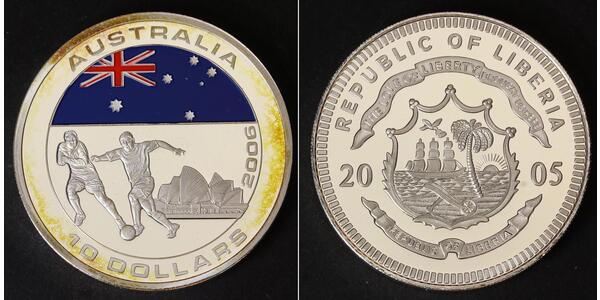 AUSTRALIA
2006
10 DOLLARS
REPUBLIC OF LIBERIA
THE LOVE OF LIBERTY BROUGHT US HERE
20 05
REPUBLIC OF LIBERIA